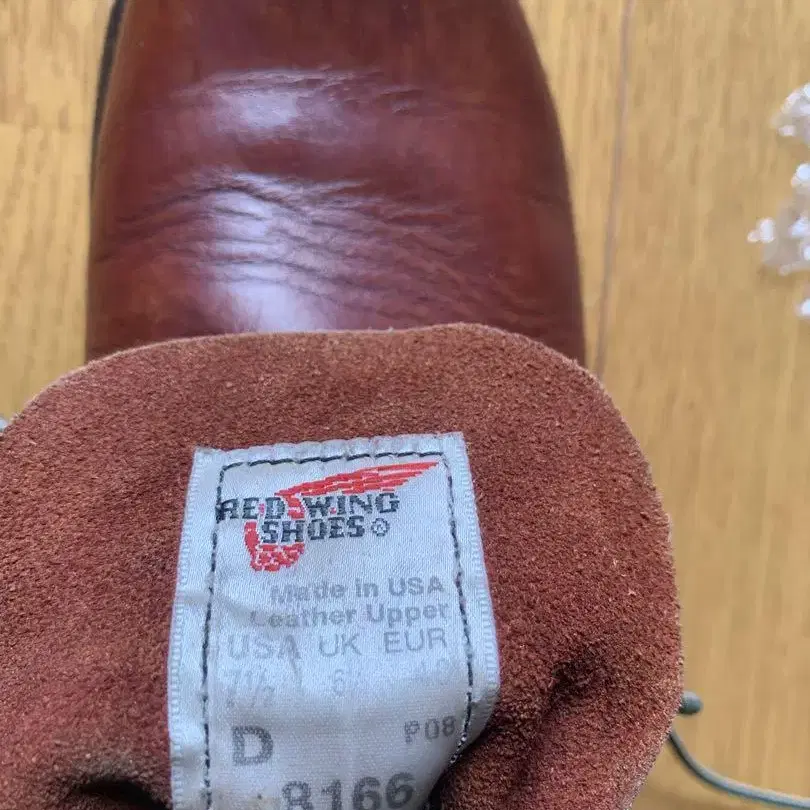 RED WING
SHOES®
Made in USA
Leather Upper
USA UK EUR
7½ 6½ 40
D P08
8166